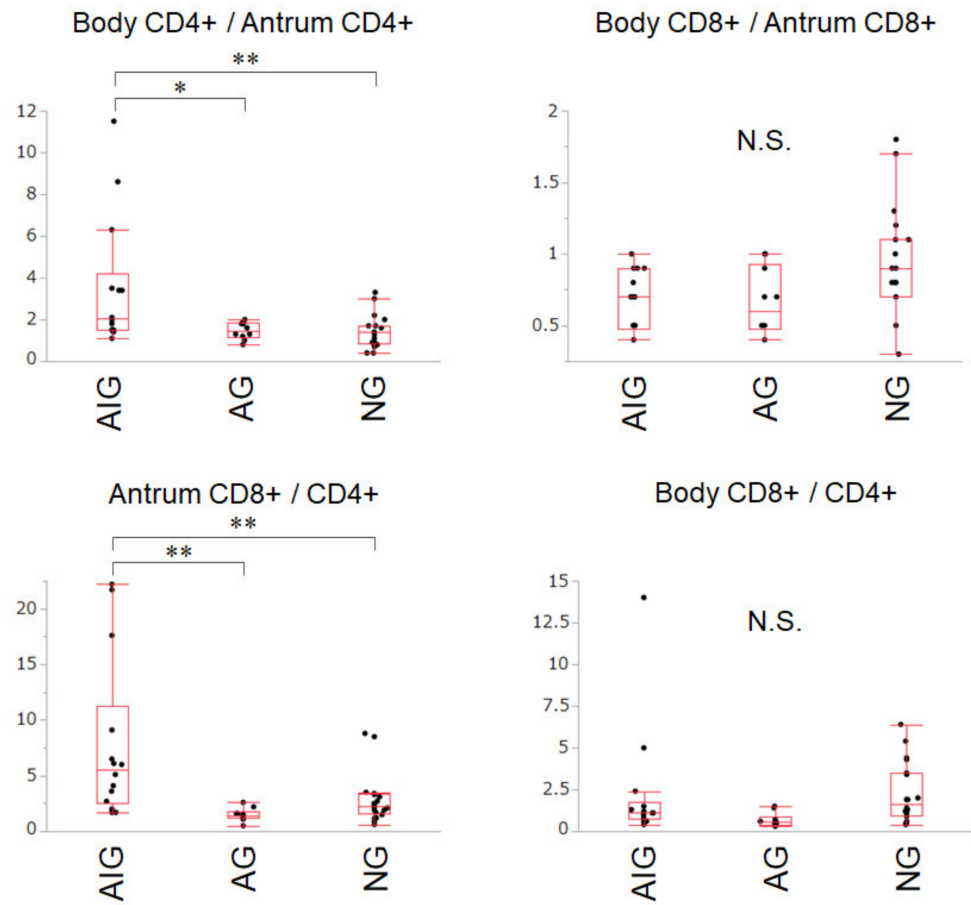 Body CD4+ / Antrum CD4+
**
*
12
10
8
6
4
2
0
AIG
AG
NG
Body CD8+ / Antrum CD8+
N.S.
2
1.5
1
0.5
AIG
AG
NG
Antrum CD8+ / CD4+
**
**
20
15
10
5
0
AIG
AG
NG
Body CD8+ / CD4+
N.S.
15
12.5
10
7.5
5
2.5
0
AIG
AG
NG